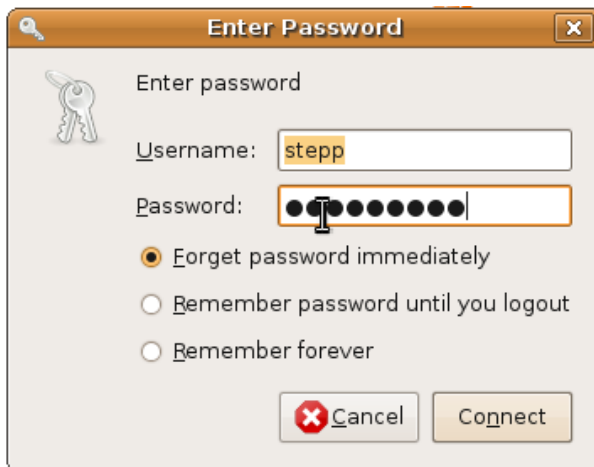 Enter Password
Enter password
Username: stepp
Password: ●●●●●●●●●
Forget password immediately
Remember password until you logout
Remember forever
Cancel Connect